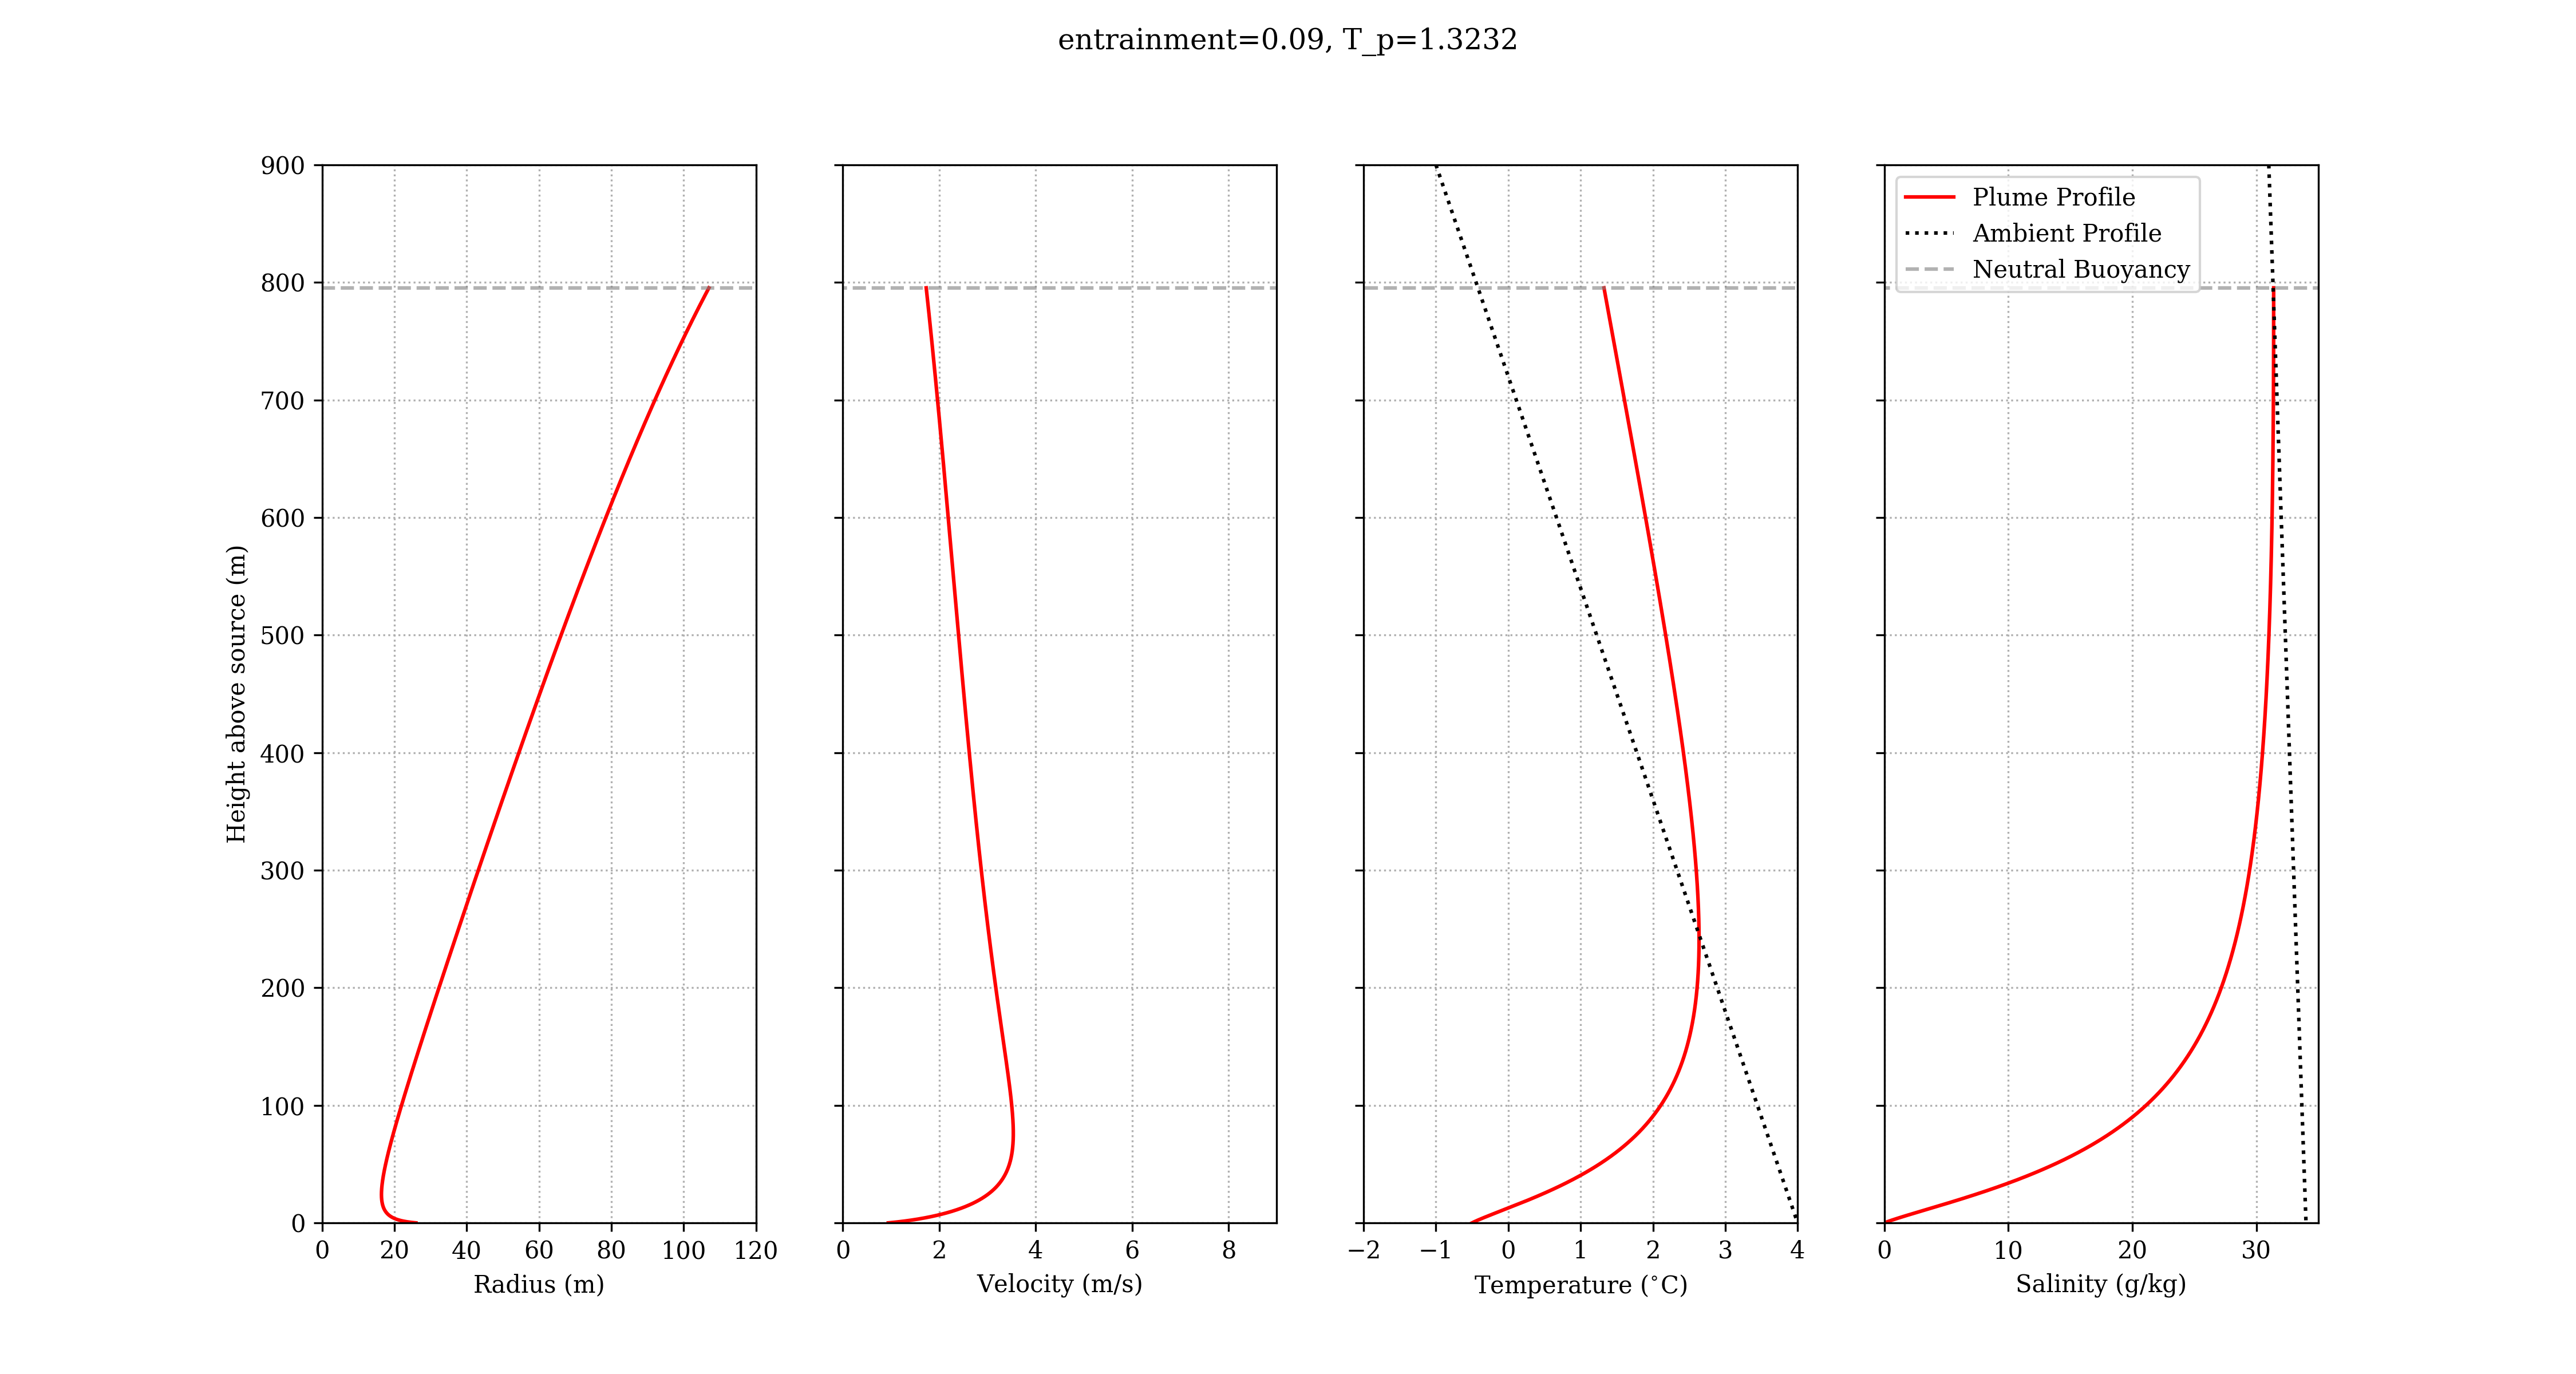 entrainment=0.09, T_p=1.3232
Height above source (m)
900
800
700
600
500
400
300
200
100
0
0 20 40 60 80 100 120
Radius (m)
0 2 4 6 8
Velocity (m/s)
−2 −1 0 1 2 3 4
Temperature (°C)
Plume Profile
Ambient Profile
Neutral Buoyancy
0 10 20 30
Salinity (g/kg)